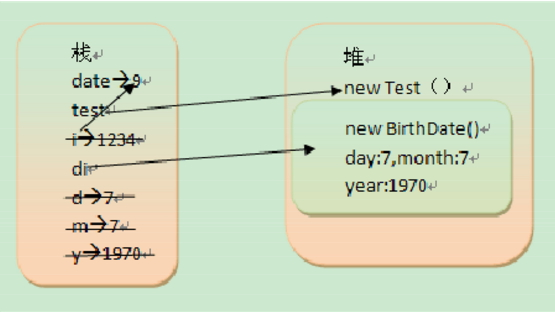 栈
date→9
test
i→1234
di
d→7
m→7
y→1970
堆
new Test（）
new BirthDate()
day:7,month:7
year:1970